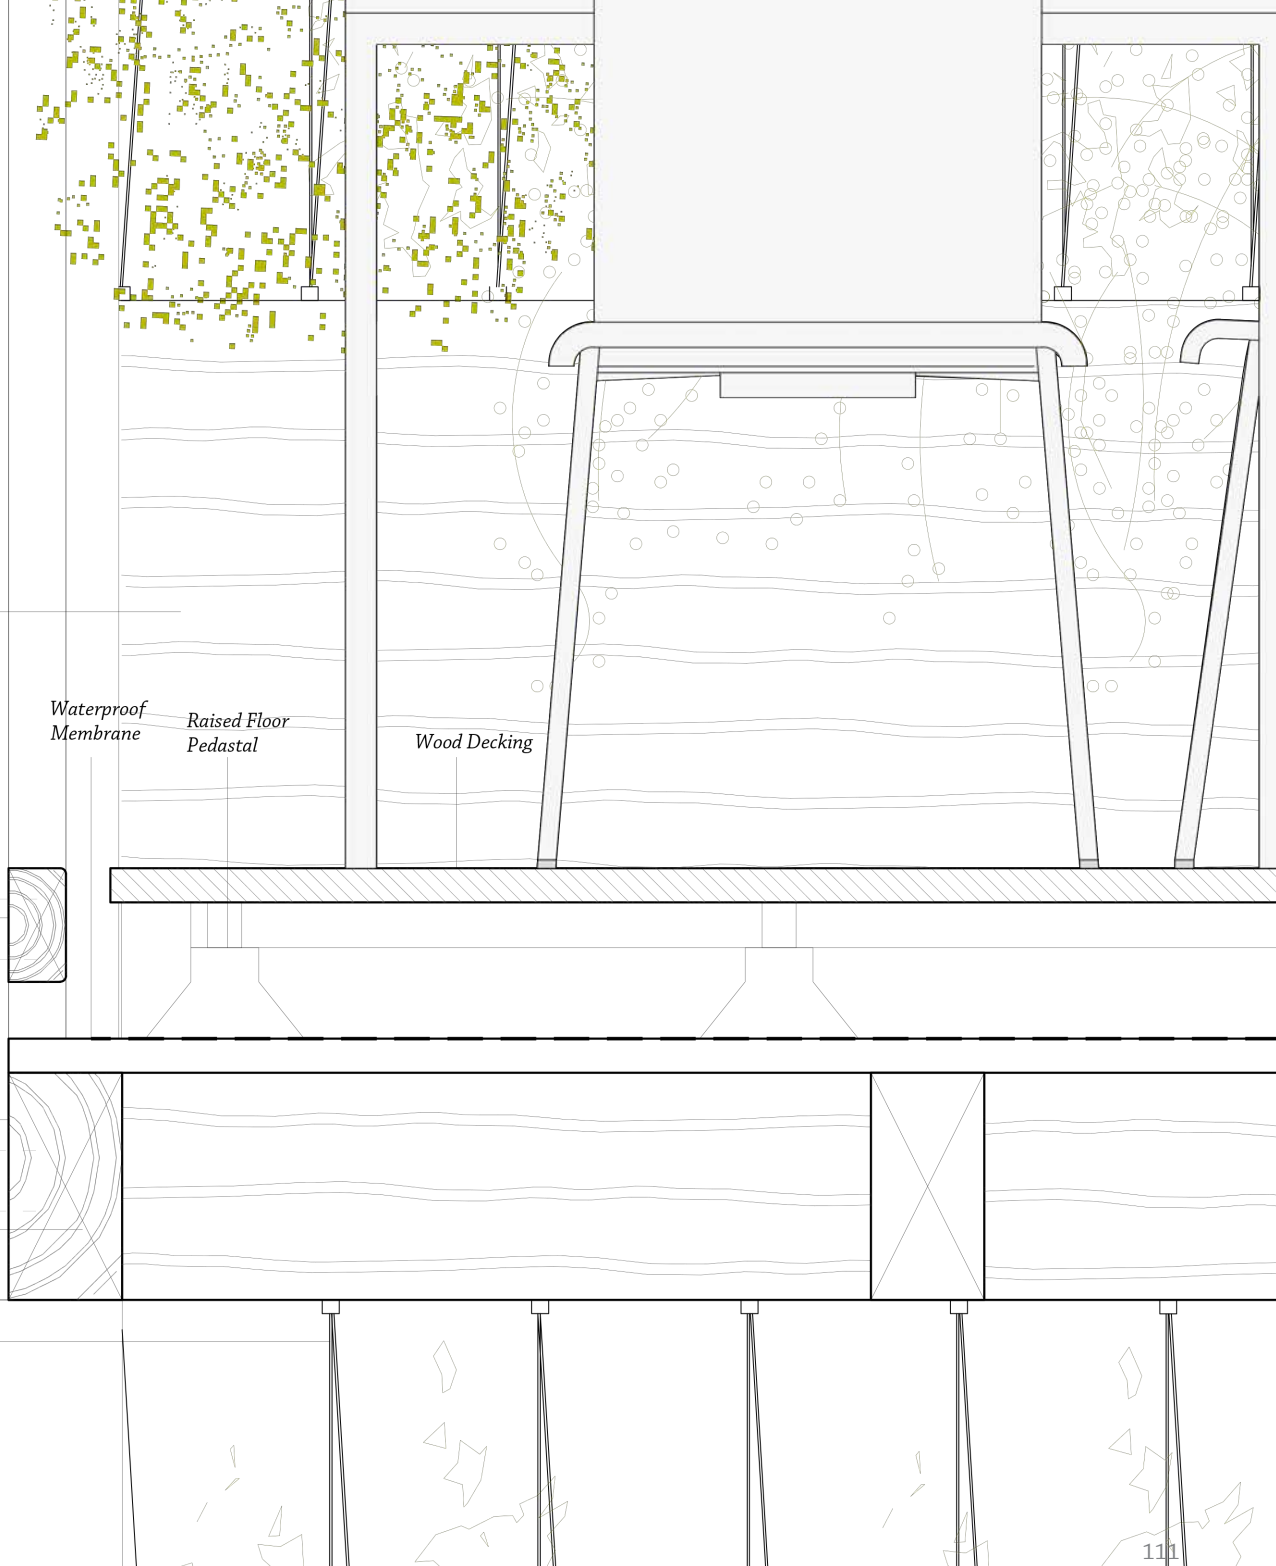 Waterproof
Membrane
Raised Floor
Pedastal
Wood Decking
111